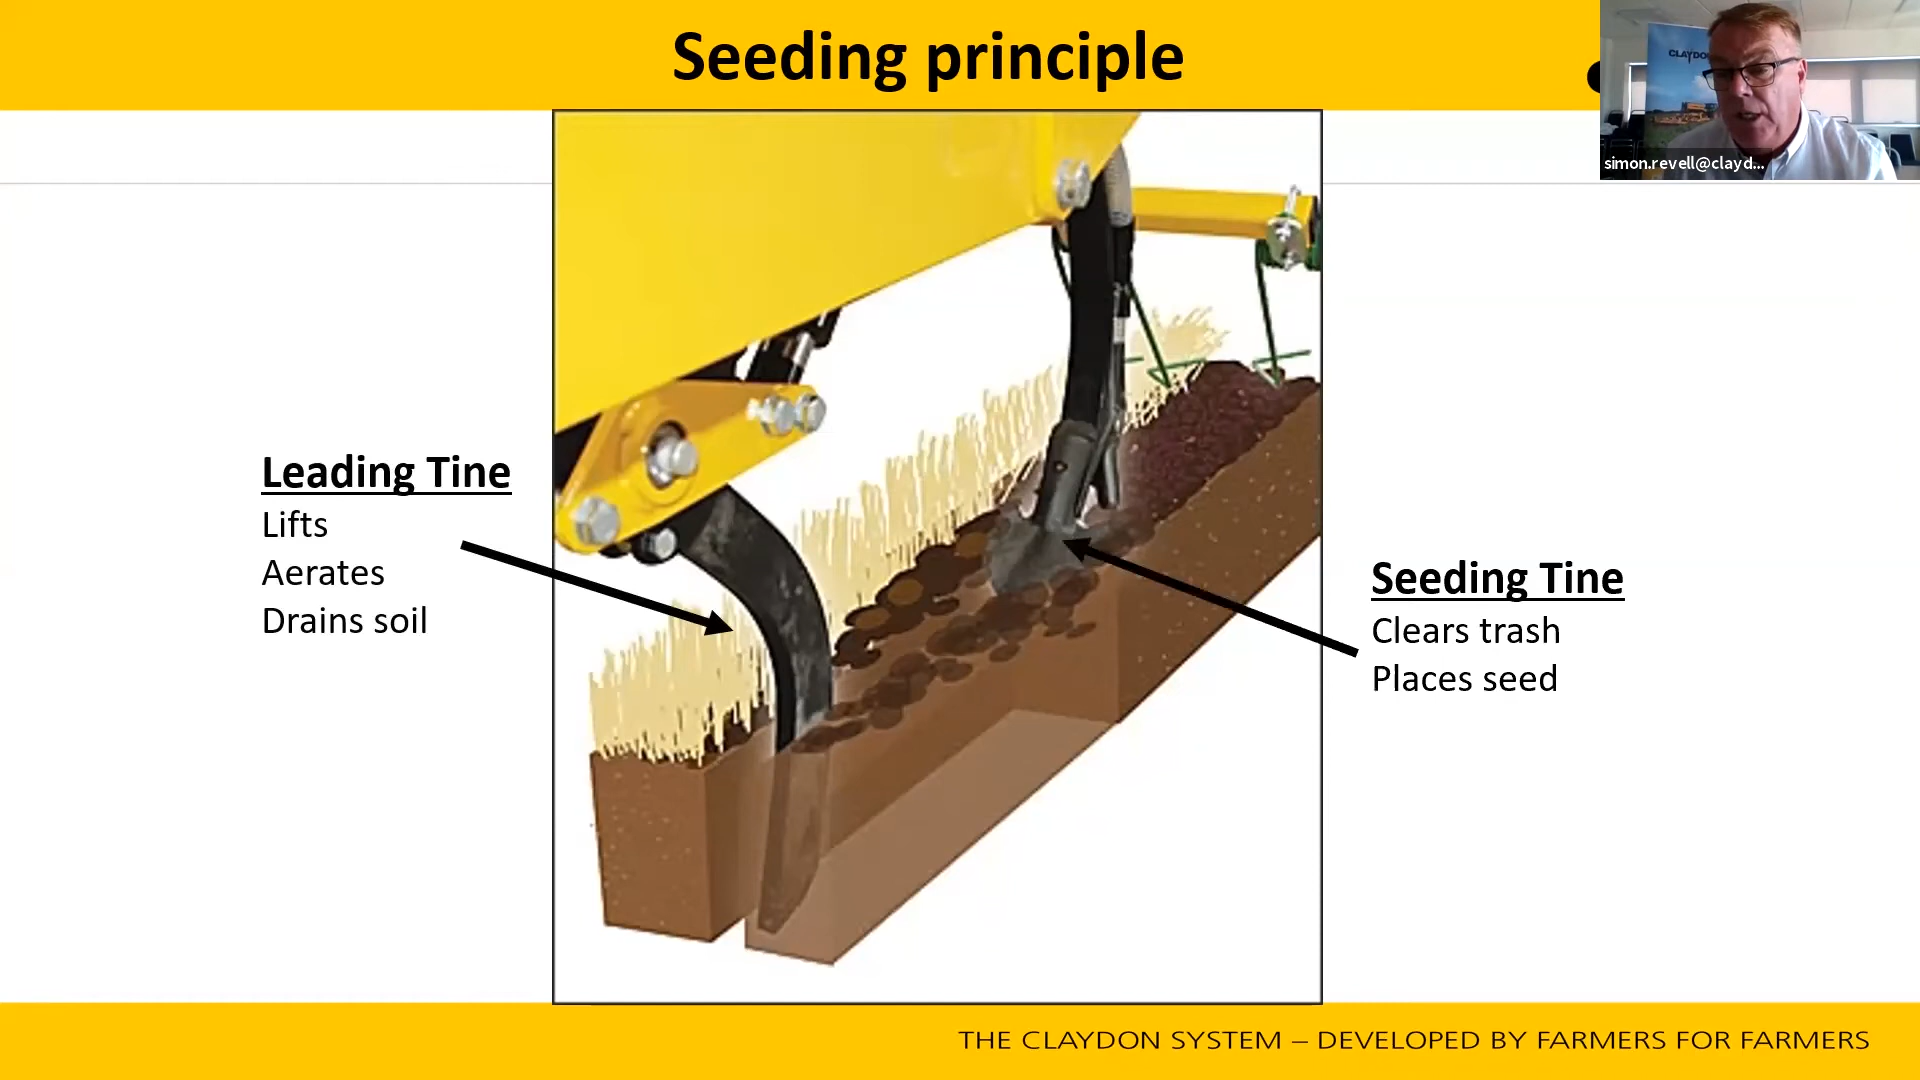 Seeding principle
CLAYDON
simon.revell@clayd...
Leading Tine
Lifts
Aerates
Drains soil
Seeding Tine
Clears trash
Places seed
THE CLAYDON SYSTEM – DEVELOPED BY FARMERS FOR FARMERS